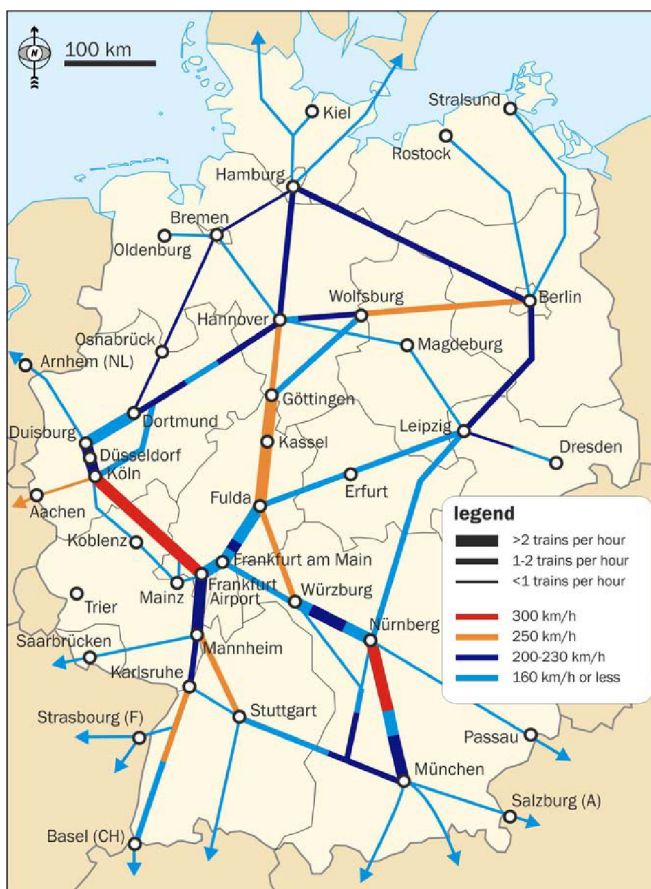 N
100 km
Kiel
Stralsund
Rostock
Hamburg
Bremen
Oldenburg
Berlin
Wolfsburg
Hannover
Magdeburg
Osnabrück
Arnhem (NL)
Göttingen
Dortmund
Leipzig
Duisburg
Kassel
Düsseldorf
Dresden
Köln
Erfurt
Aachen
Fulda
Koblenz
Frankfurt am Main
Frankfurt
Airport
Mainz
Würzburg
Trier
Nürnberg
Saarbrücken
Mannheim
Karlsruhe
Stuttgart
Strasbourg (F)
Passau
München
Salzburg (A)
Basel (CH)
legend
>2 trains per hour
1-2 trains per hour
<1 trains per hour
300 km/h
250 km/h
200-230 km/h
160 km/h or less